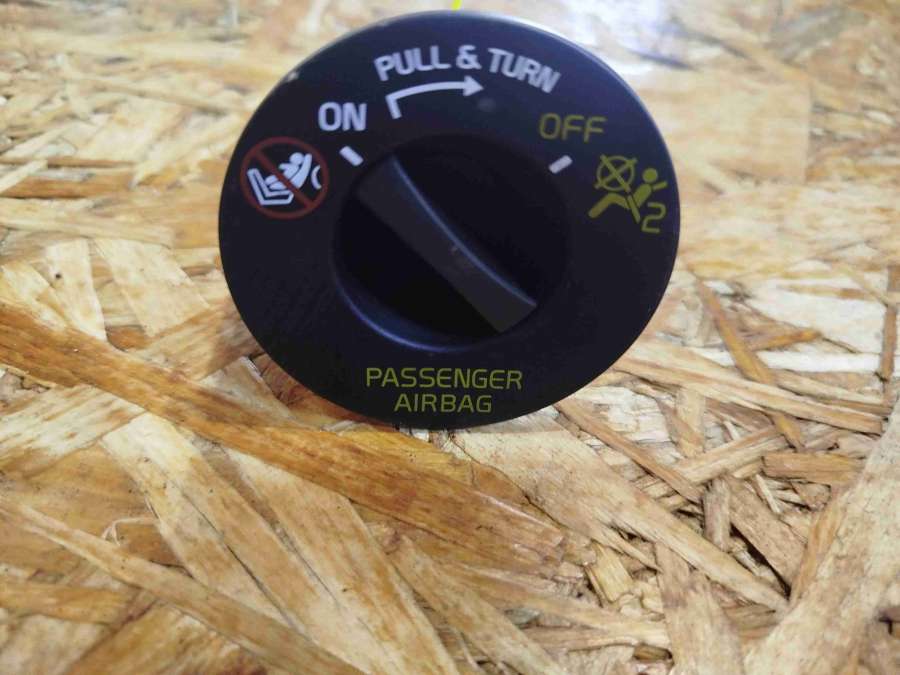 PULL & TURN
ON
OFF
2
PASSENGER
AIRBAG